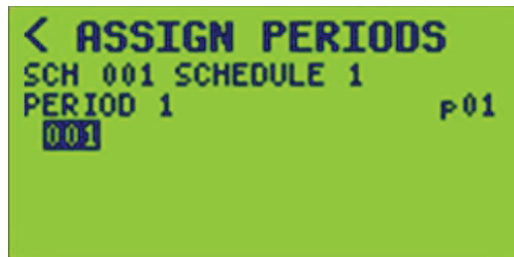 < ASSIGN PERIODS
SCH 001 SCHEDULE 1
PERIOD 1 p01
001